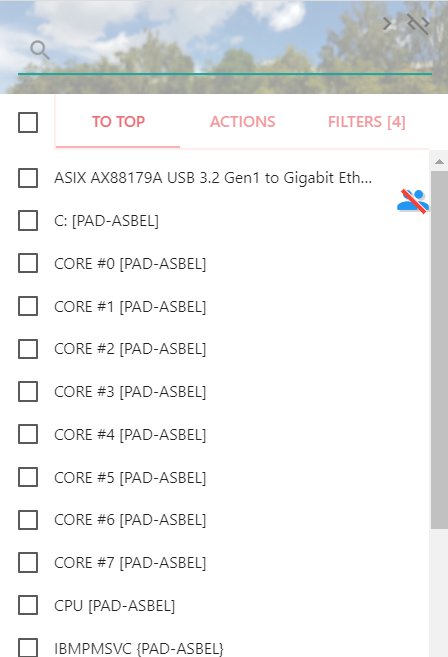 TO TOP ACTIONS FILTERS [4]
ASIX AX88179A USB 3.2 Gen1 to Gigabit Eth...
C: [PAD-ASBEL]
CORE #0 [PAD-ASBEL]
CORE #1 [PAD-ASBEL]
CORE #2 [PAD-ASBEL]
CORE #3 [PAD-ASBEL]
CORE #4 [PAD-ASBEL]
CORE #5 [PAD-ASBEL]
CORE #6 [PAD-ASBEL]
CORE #7 [PAD-ASBEL]
CPU [PAD-ASBEL]
IBMPMSVC {PAD-ASBEL}